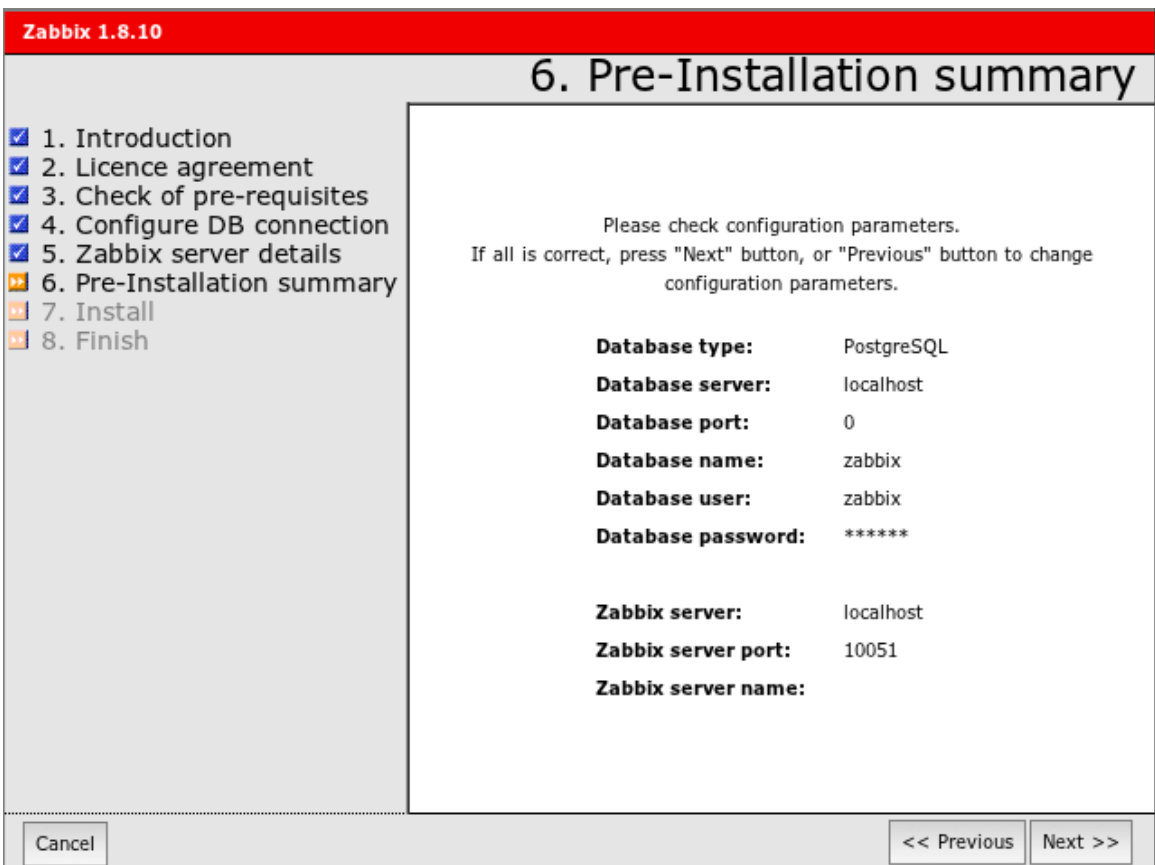 Zabbix 1.8.10
6. Pre-Installation summary
1. Introduction
2. Licence agreement
3. Check of pre-requisites
4. Configure DB connection
5. Zabbix server details
6. Pre-Installation summary
7. Install
8. Finish
Please check configuration parameters.
If all is correct, press "Next" button, or "Previous" button to change
configuration parameters.
Database type: PostgreSQL
Database server: localhost
Database port: 0
Database name: zabbix
Database user: zabbix
Database password: ******
Zabbix server: localhost
Zabbix server port: 10051
Zabbix server name:
Cancel << Previous Next >>